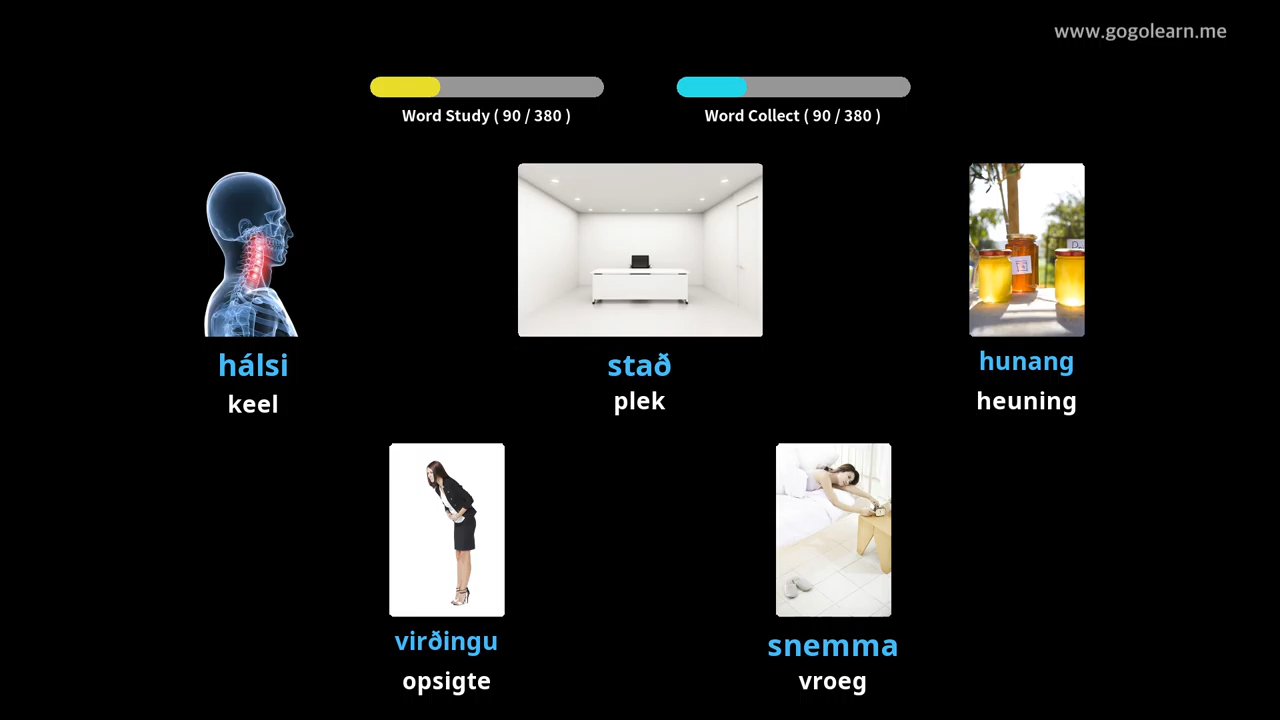 www.gogolearn.me
Word Study ( 90 / 380 )
Word Collect ( 90 / 380 )
hálsi
keel
stað
plek
hunang
heuning
virðingu
opsigte
snemma
vroeg